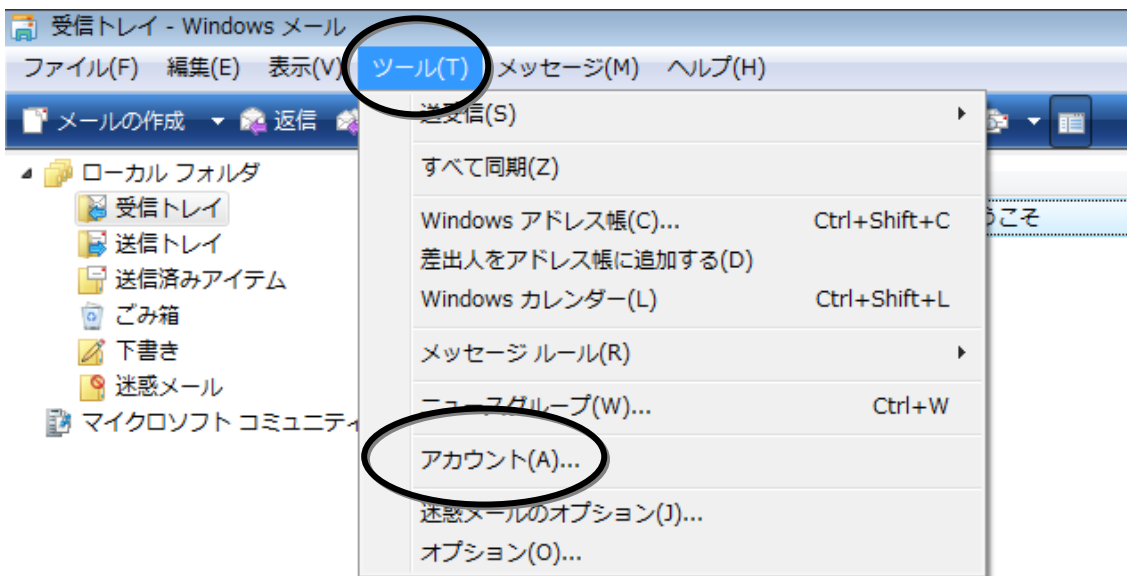 受信トレイ - Windows メール
ファイル(F) 編集(E) 表示(V) ツール(T) メッセージ(M) ヘルプ(H)
メールの作成 返信
送受信(S)
すべて同期(Z)
Windows アドレス帳(C)... Ctrl+Shift+C
差出人をアドレス帳に追加する(D)
Windows カレンダー(L) Ctrl+Shift+L
メッセージ ルール(R)
ニュースグループ(W)... Ctrl+W
アカウント(A)...
迷惑メールのオプション(J)...
オプション(O)...
ローカル フォルダ
受信トレイ
送信トレイ
送信済みアイテム
ごみ箱
下書き
迷惑メール
マイクロソフト コミュニティ
うこそ